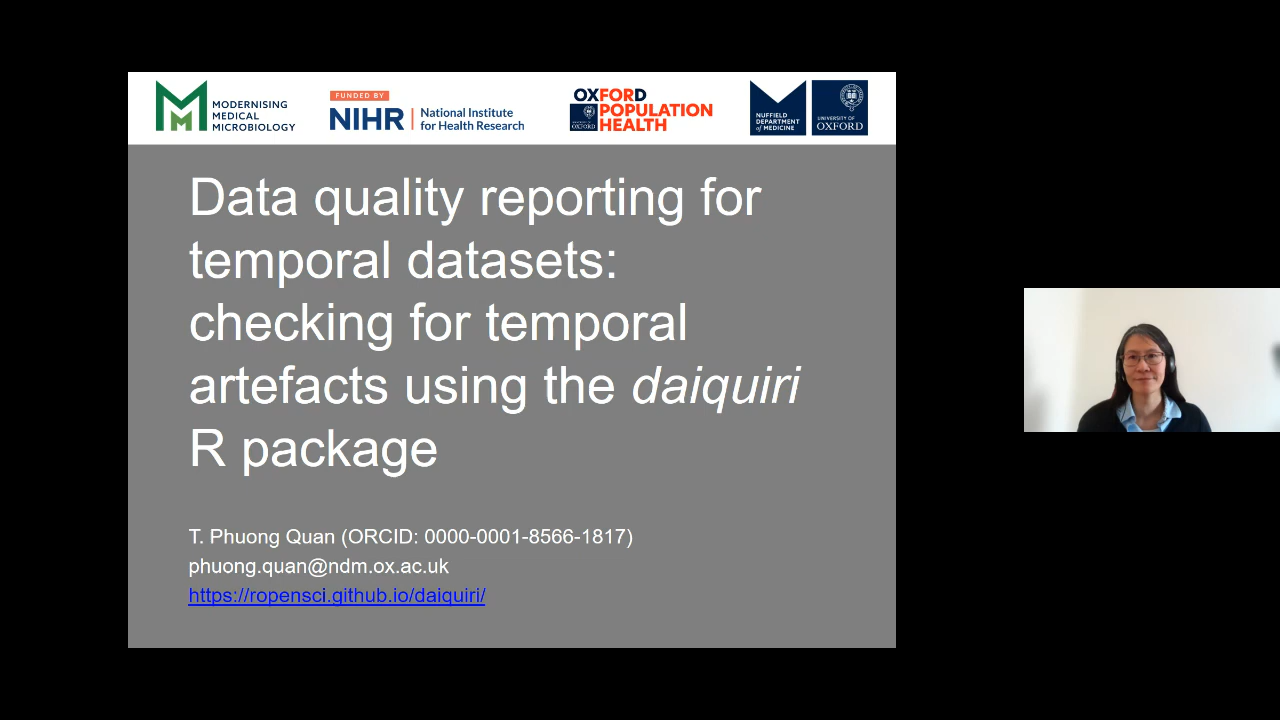 MODERNISING
MEDICAL
MICROBIOLOGY
FUNDED BY
NIHR | National Institute
for Health Research
OXFORD
POPULATION
HEALTH
NUFFIELD
DEPARTMENT
of MEDICINE
UNIVERSITY OF
OXFORD
Data quality reporting for
temporal datasets:
checking for temporal
artefacts using the daiquiri
R package
T. Phuong Quan (ORCID: 0000-0001-8566-1817)
phuong.quan@ndm.ox.ac.uk
https://ropensci.github.io/daiquiri/